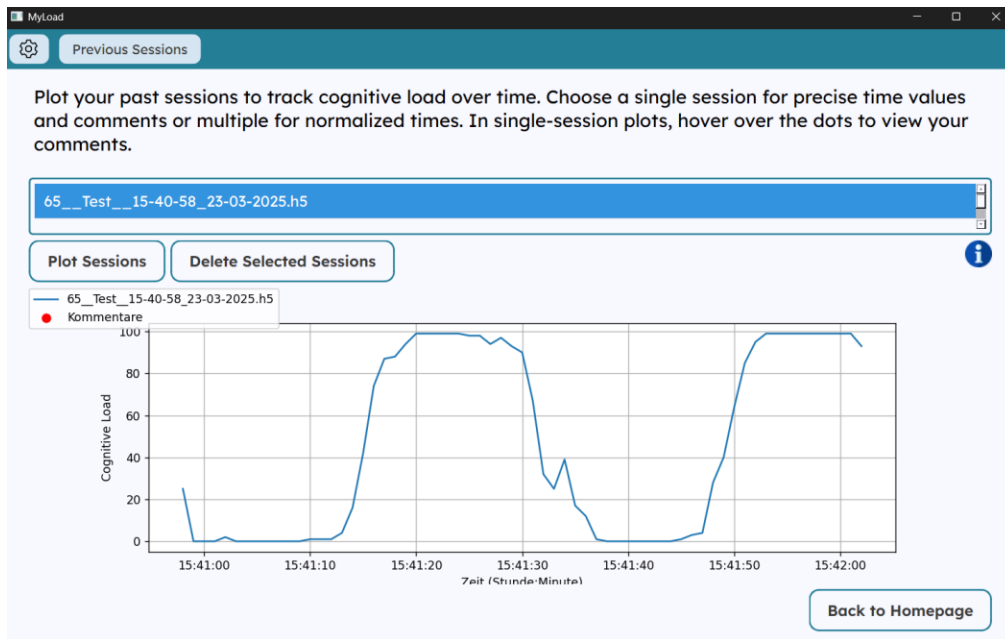 MyLoad
Previous Sessions
Plot your past sessions to track cognitive load over time. Choose a single session for precise time values
and comments or multiple for normalized times. In single-session plots, hover over the dots to view your
comments.
65__Test__15-40-58_23-03-2025.h5
Plot Sessions
Delete Selected Sessions
i
65__Test__15-40-58_23-03-2025.h5
Kommentare
100
80
60
40
20
0
Cognitive Load
15:41:00 15:41:10 15:41:20 15:41:30 15:41:40 15:41:50 15:42:00
Zeit (Stunde:Minute)
Back to Homepage